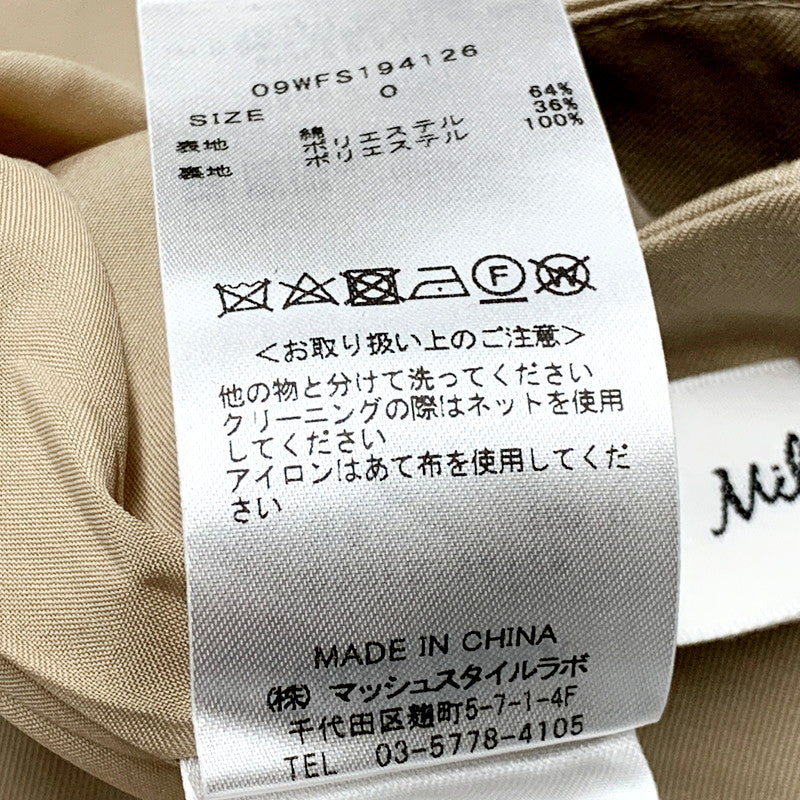 09WFS194126
SIZE 0
表地 綿 64%
ポリエステル 36%
裏地 ポリエステル 100%
F
W
<お取り扱い上のご注意>
他の物と分けて洗ってください
クリーニングの際はネットを使用
してください
アイロンはあて布を使用してくだ
さい
MADE IN CHINA
(株) マッシュスタイルラボ
千代田区麹町5-7-1-4F
TEL 03-5778-4105